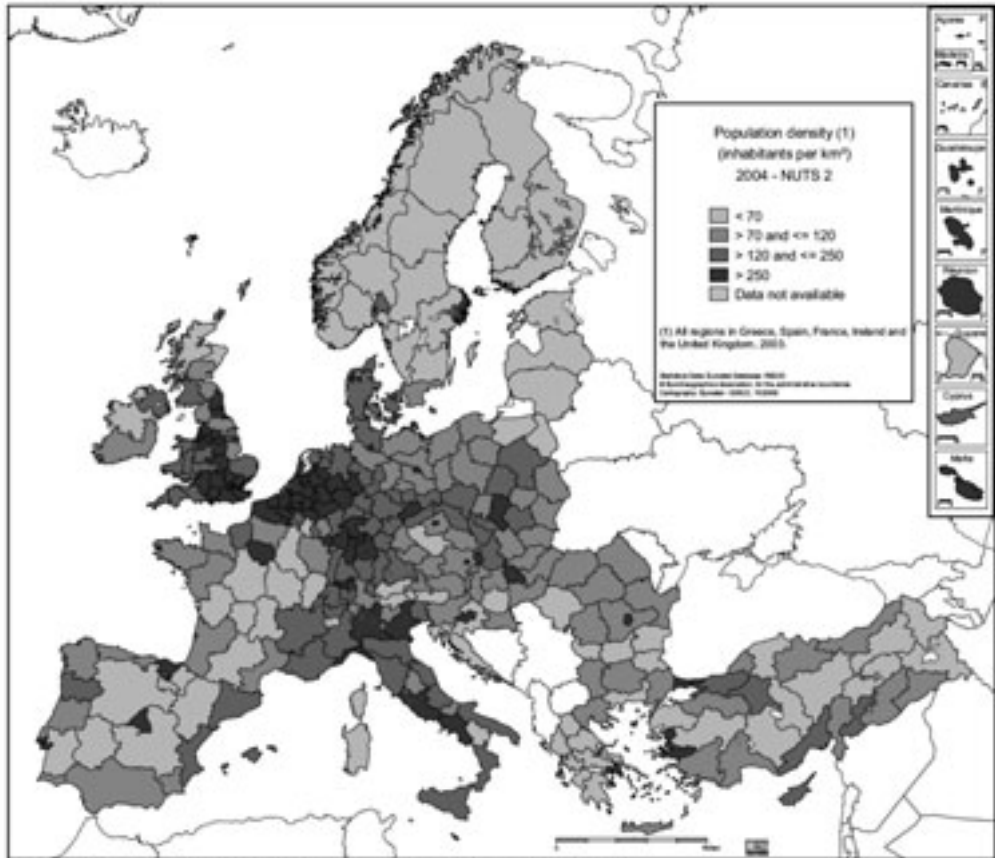 Açores P
Madeira
Canarias E
Guadeloupe
Martinique
Réunion
Guyane
Cyprus
Malta
Population density (1)
(inhabitants per km²)
2004 - NUTS 2
< 70
> 70 and <= 120
> 120 and <= 250
> 250
Data not available
(1) All regions in Greece, Spain, France, Ireland and
the United Kingdom, 2003.